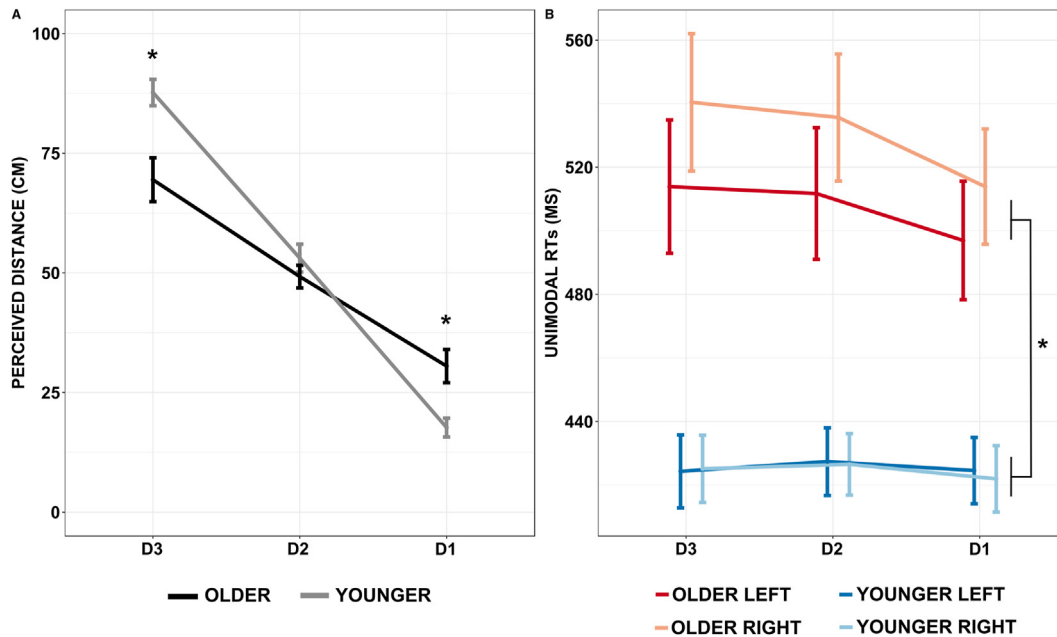 A
PERCEIVED DISTANCE (CM)
100
75
50
25
0
*
*
D3
D2
D1
OLDER
YOUNGER
B
UNIMODAL RTs (MS)
560
520
480
440
*
D3
D2
D1
OLDER LEFT
YOUNGER LEFT
OLDER RIGHT
YOUNGER RIGHT